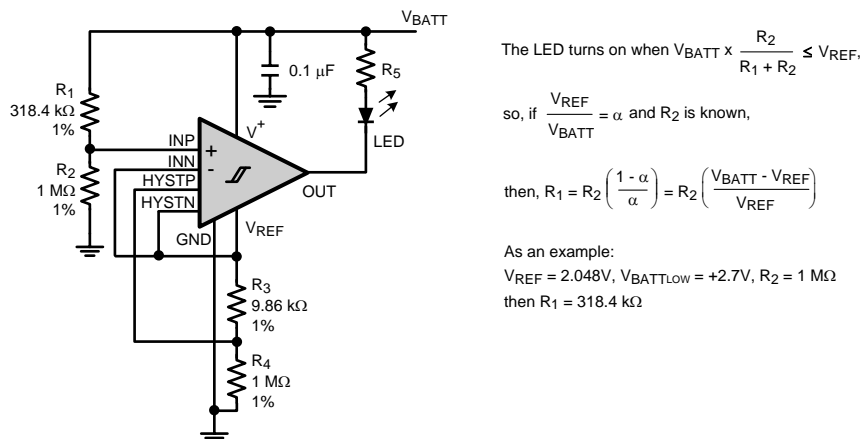 VBATT
R1
318.4 kΩ
1%
R2
1 MΩ
1%
INP
INN
HYSTP
HYSTN
+
-
V+
GND
VREF
OUT
0.1 μF
R5
LED
R3
9.86 kΩ
1%
R4
1 MΩ
1%
The LED turns on when VBATT x R2 / (R1 + R2) ≤ VREF,
so, if VREF / VBATT = α and R2 is known,
then, R1 = R2 ( (1 - α) / α ) = R2 ( (VBATT - VREF) / VREF )
As an example:
VREF = 2.048V, VBATTLOW = +2.7V, R2 = 1 MΩ
then R1 = 318.4 kΩ